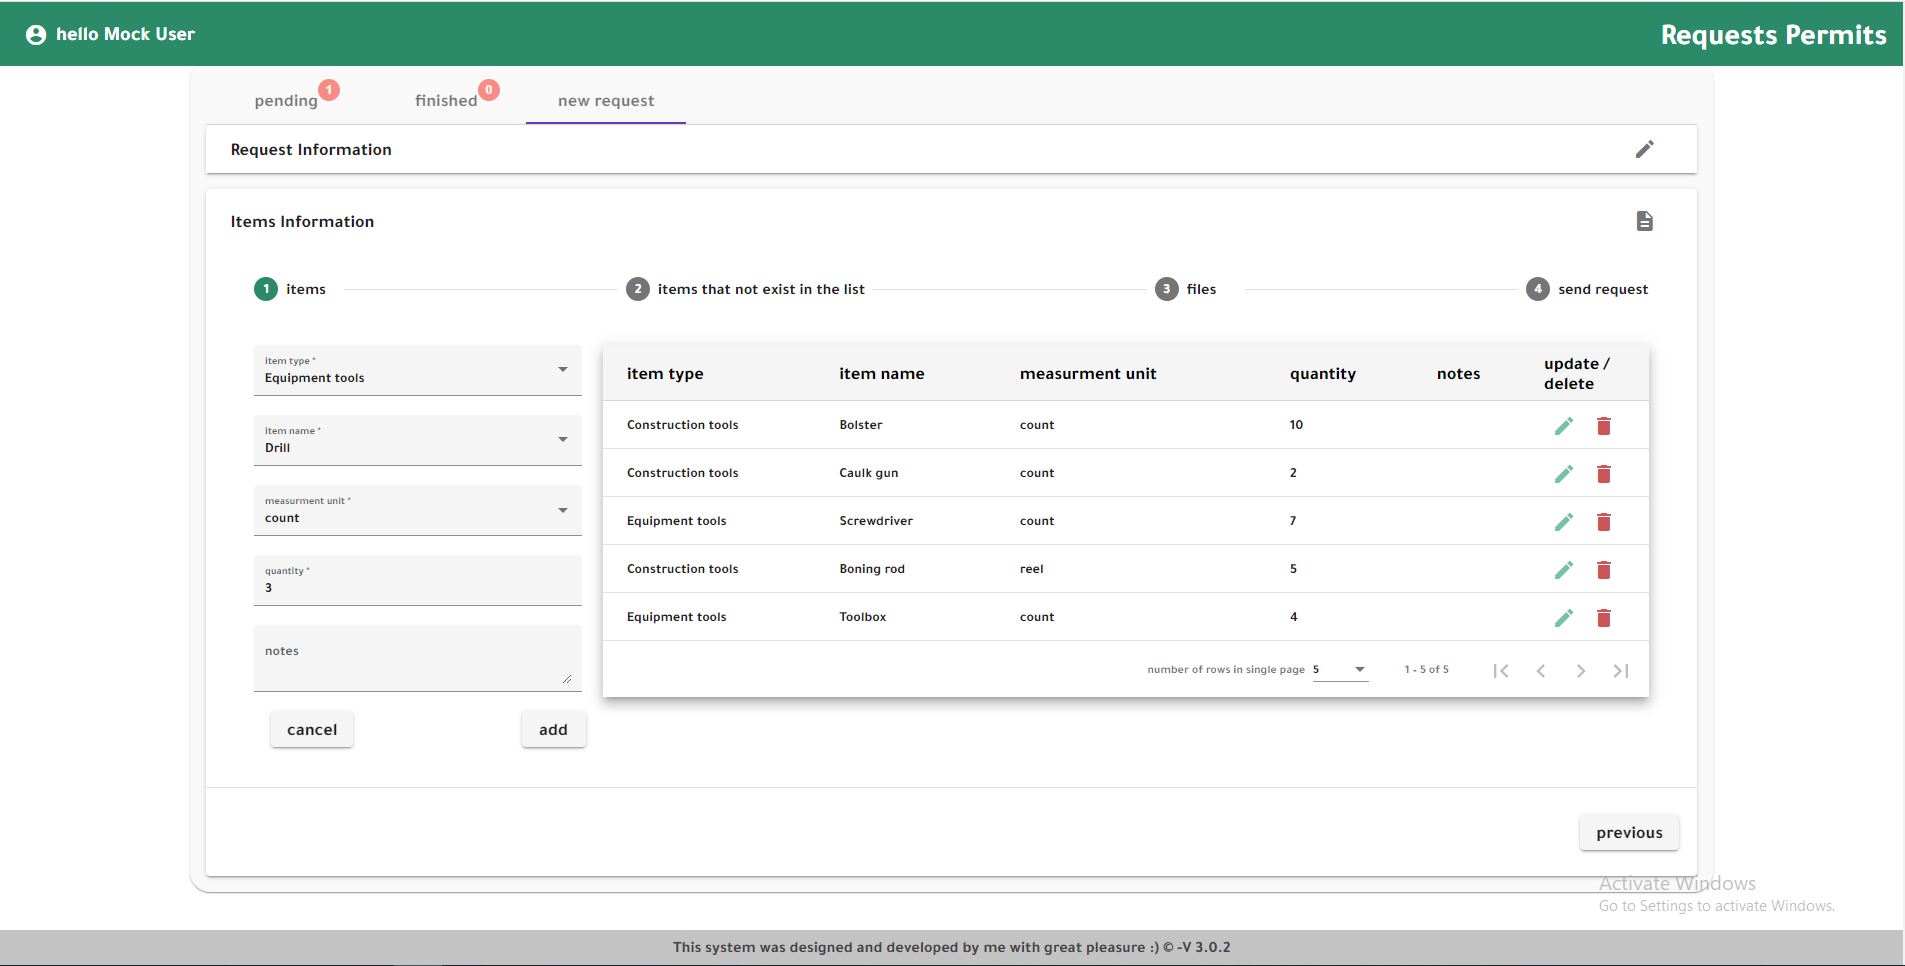 hello Mock User
Requests Permits
pending 1
finished 0
new request
Request Information
Items Information
1 items
2 items that not exist in the list
3 files
4 send request
item type *
Equipment tools
item name *
Drill
measurment unit *
count
quantity *
3
notes
cancel
add
item type item name measurment unit quantity notes update / delete
Construction tools Bolster count 10
Construction tools Caulk gun count 2
Equipment tools Screwdriver count 7
Construction tools Boning rod reel 5
Equipment tools Toolbox count 4
number of rows in single page 5 1 - 5 of 5
previous
Activate Windows
Go to Settings to activate Windows.
This system was designed and developed by me with great pleasure :) © -V 3.0.2